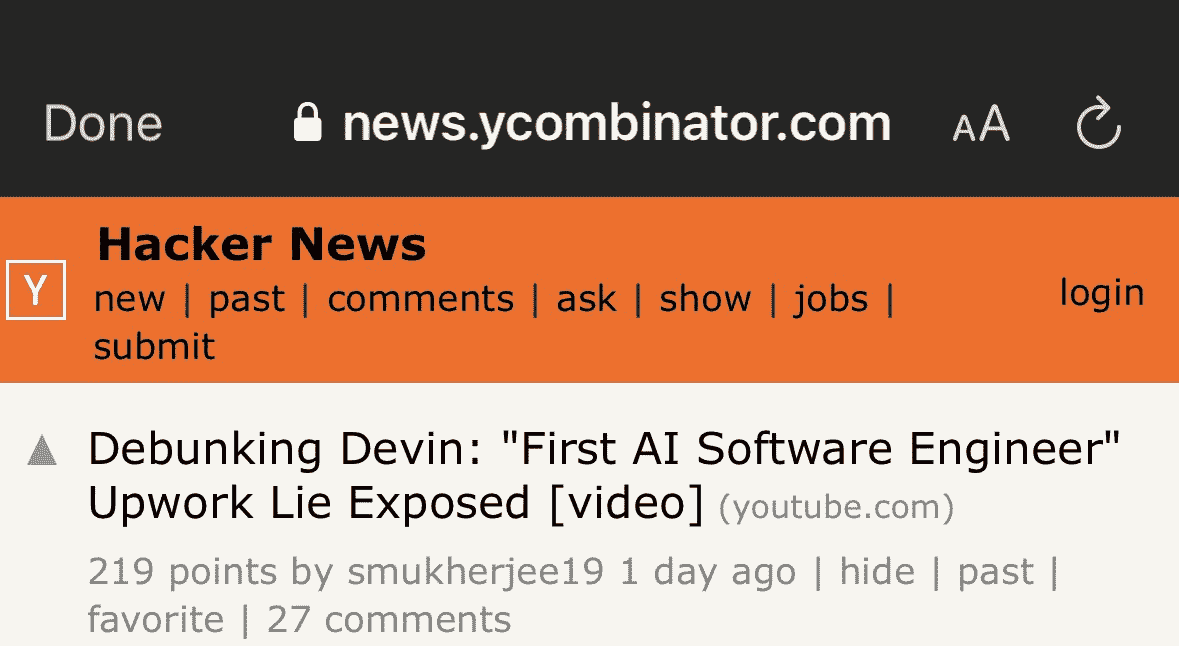 Done news.ycombinator.com AA
Hacker News
Y
new | past | comments | ask | show | jobs |
login
submit
Debunking Devin: "First AI Software Engineer"
Upwork Lie Exposed [video] (youtube.com)
219 points by smukherjee19 1 day ago | hide | past |
favorite | 27 comments